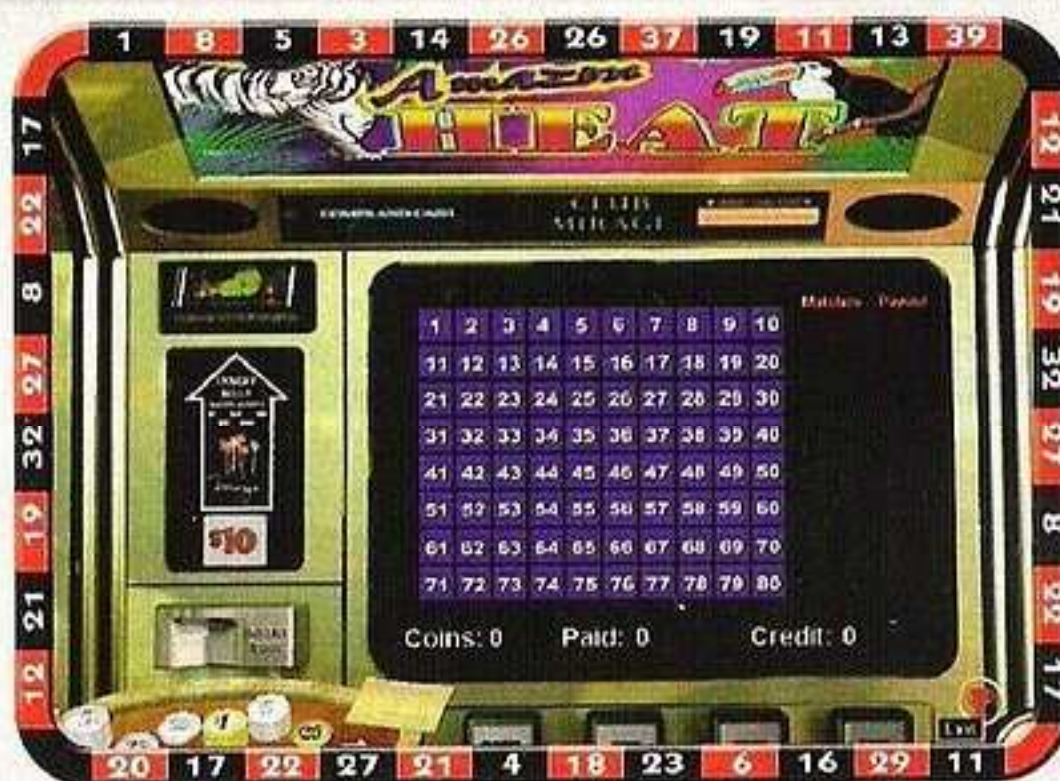 1 8 5 3 14 26 26 37 19 11 13 39
Amazon
HEAT
17 22 8 27 32 19 21 12
12 21 19 32 27 8 22 17
CLUB
MIRAGE
Matches Payout
1 2 3 4 5 6 7 8 9 10
11 12 13 14 15 16 17 18 19 20
21 22 23 24 25 26 27 28 29 30
31 32 33 34 35 36 37 38 39 40
41 42 43 44 45 46 47 48 49 50
51 52 53 54 55 56 57 58 59 60
61 62 63 64 65 66 67 68 69 70
71 72 73 74 75 76 77 78 79 80
INSERT
BILLS
$10
Coins: 0 Paid: 0 Credit: 0
Exit
20 17 22 27 21 4 18 23 6 16 29 11